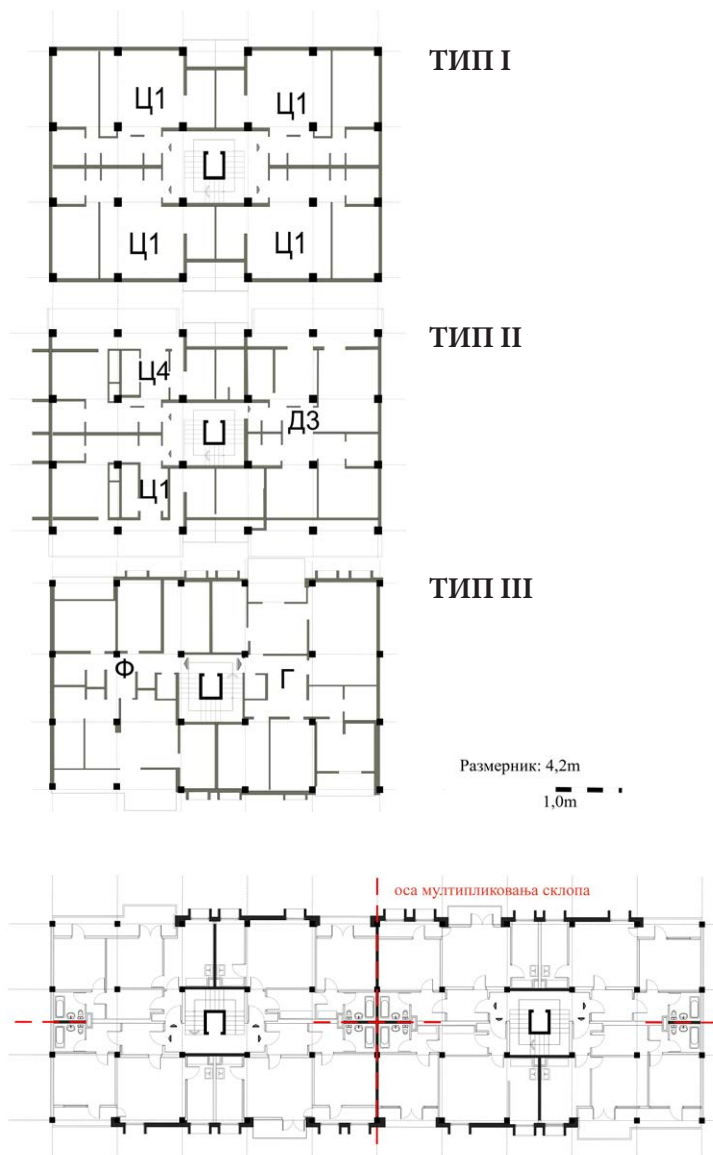 ТИП I
Ц1 Ц1
Ц1 Ц1
ТИП II
Ц4
Д3
Ц1
ТИП III
Ф Г
Размерник: 4,2m
1,0m
оса мултипликовања склопа